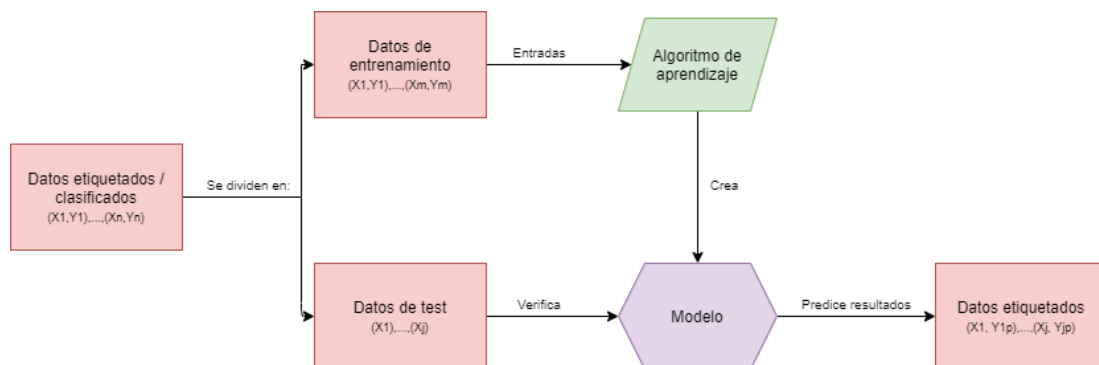 Datos de
entrenamiento
(X1,Y1),...,(Xm,Ym)
Entradas
Algoritmo de
aprendizaje
Datos etiquetados /
clasificados
(X1,Y1),...,(Xn,Yn)
Se dividen en:
Crea
Datos de test
(X1),...,(Xj)
Verifica
Modelo
Predice resultados
Datos etiquetados
(X1, Y1p),...,(Xj, Yjp)